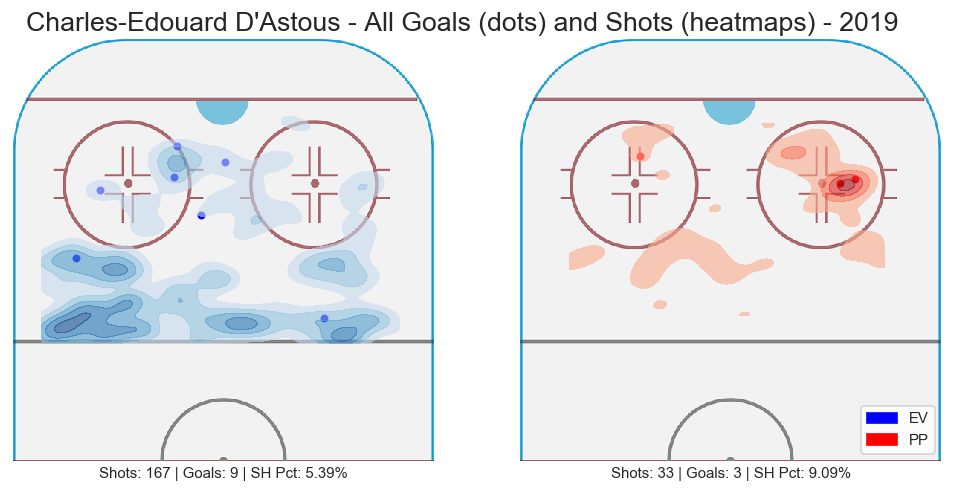 Charles-Edouard D'Astous - All Goals (dots) and Shots (heatmaps) - 2019
EV
PP
Shots: 167 | Goals: 9 | SH Pct: 5.39%
Shots: 33 | Goals: 3 | SH Pct: 9.09%